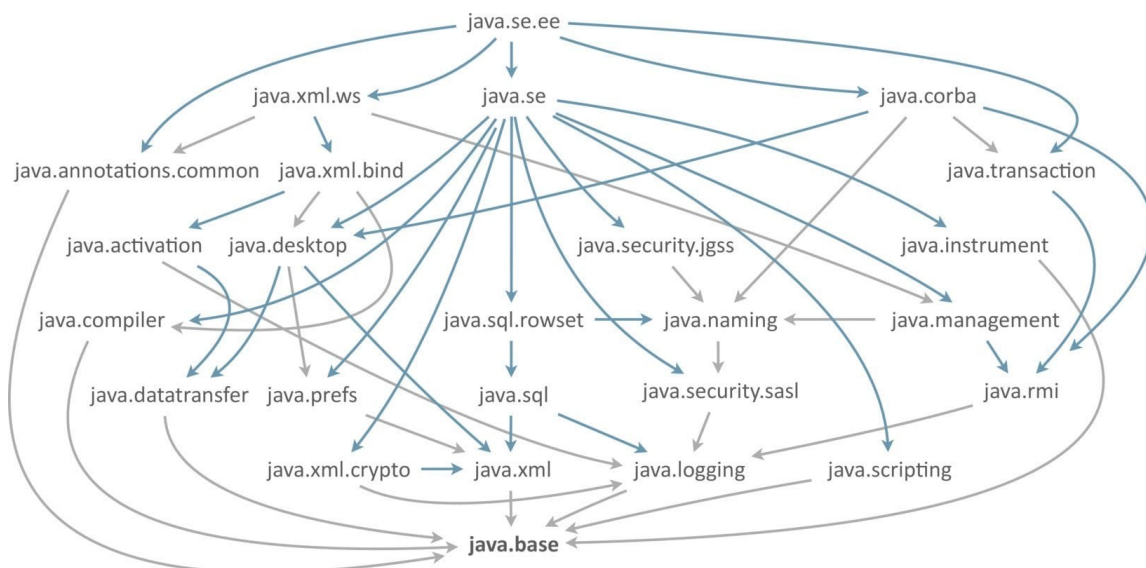 java.se.ee
java.xml.ws java.se java.corba
java.annotations.common java.xml.bind java.transaction
java.activation java.desktop java.security.jgss java.instrument
java.compiler java.sql.rowset java.naming java.management
java.datatransfer java.prefs java.sql java.security.sasl java.rmi
java.xml.crypto java.xml java.logging java.scripting
java.base